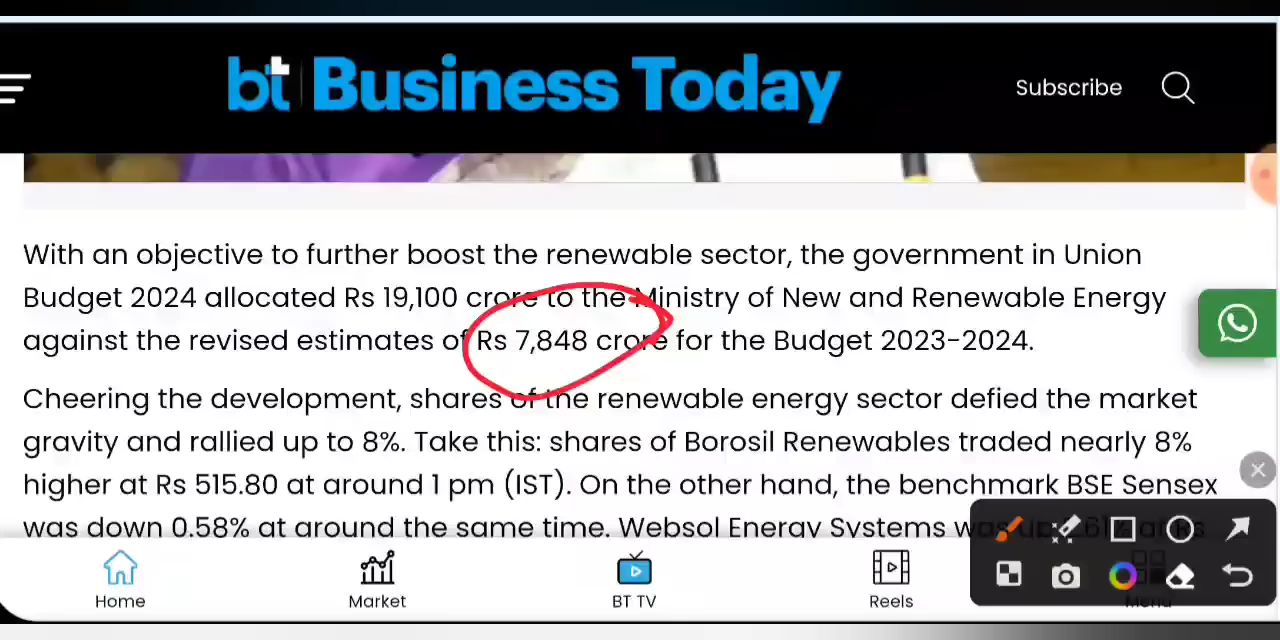 bt Business Today
Subscribe
With an objective to further boost the renewable sector, the government in Union
Budget 2024 allocated Rs 19,100 crore to the Ministry of New and Renewable Energy
against the revised estimates of Rs 7,848 crore for the Budget 2023-2024.
Cheering the development, shares of the renewable energy sector defied the market
gravity and rallied up to 8%. Take this: shares of Borosil Renewables traded nearly 8%
higher at Rs 515.80 at around 1 pm (IST). On the other hand, the benchmark BSE Sensex
was down 0.58% at around the same time. Websol Energy Systems was up
Home
Market
BT TV
Reels
Menu